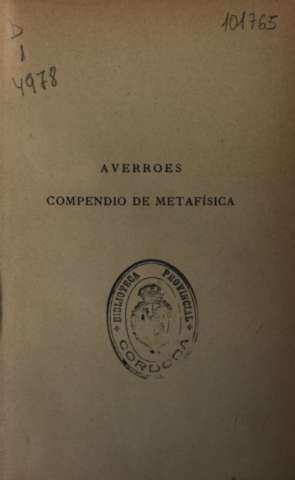 D
1
4978
101765
AVERROES
COMPENDIO DE METAFÍSICA
BIBLIOTECA PROVINCIAL
CORDOBA